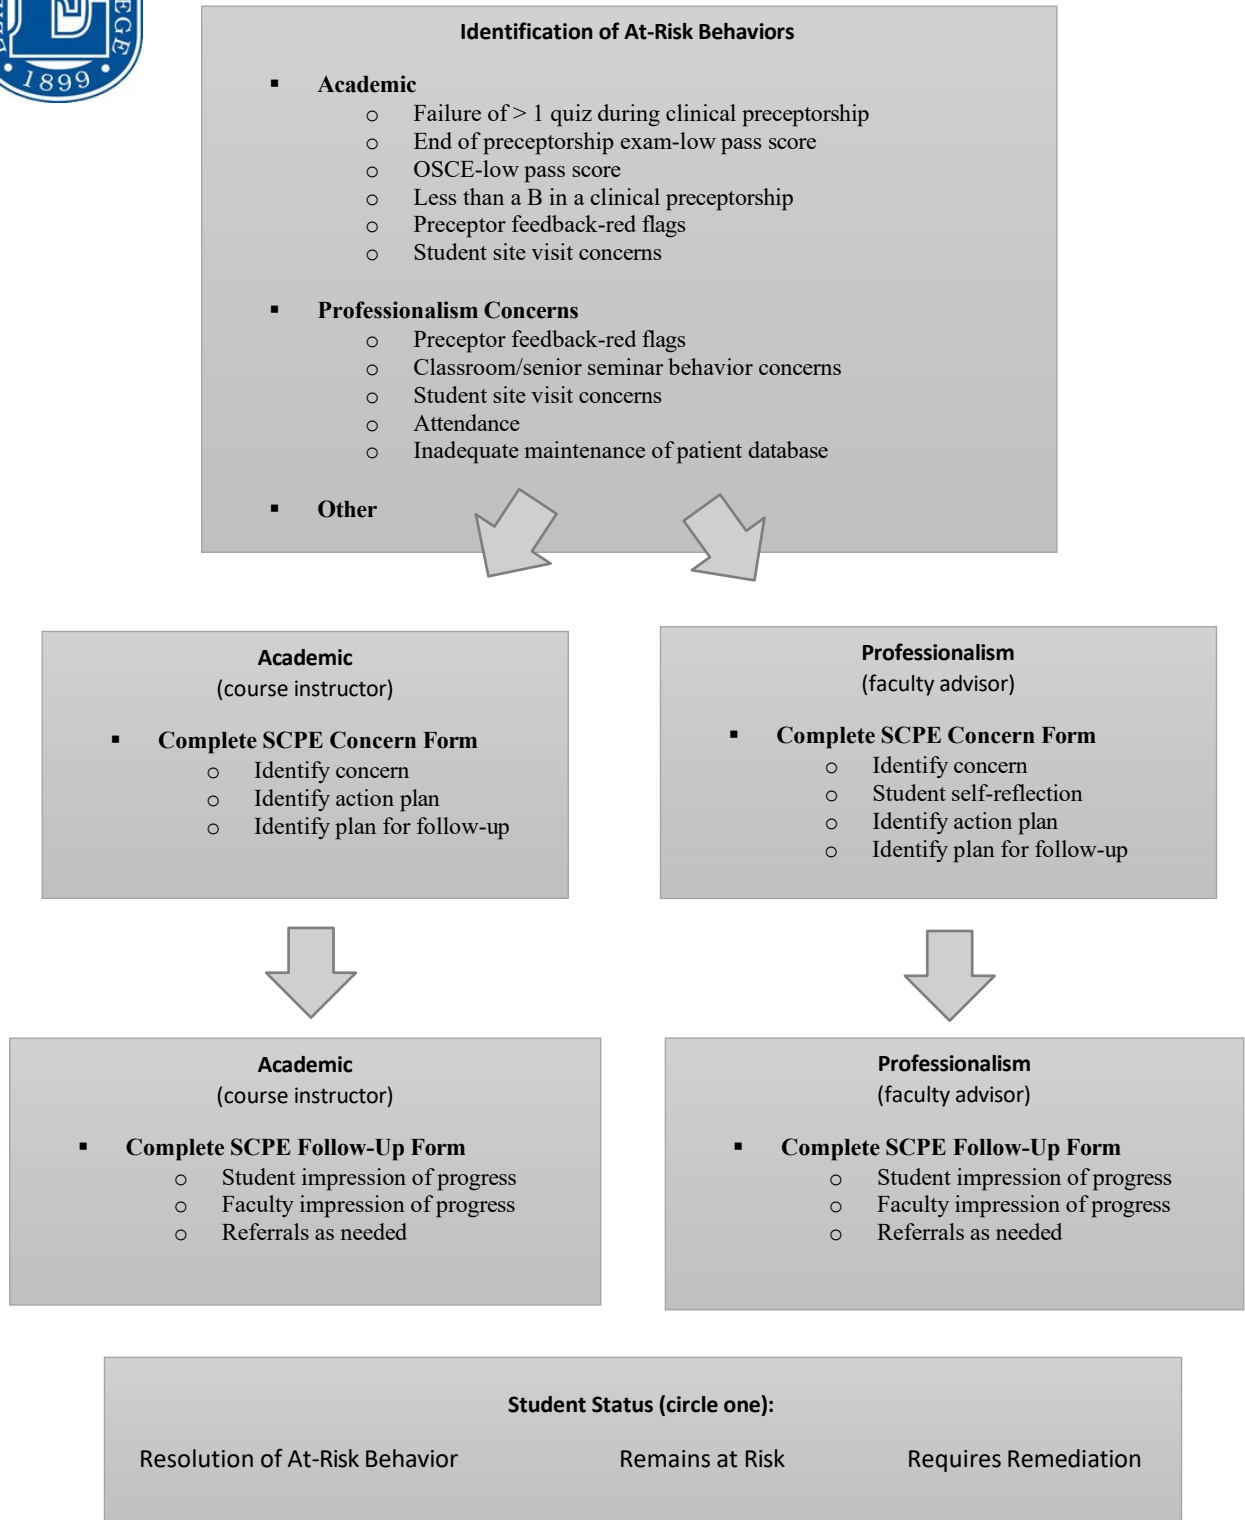 EGE
• 1899 •
Identification of At-Risk Behaviors
▪ Academic
o Failure of > 1 quiz during clinical preceptorship
o End of preceptorship exam-low pass score
o OSCE-low pass score
o Less than a B in a clinical preceptorship
o Preceptor feedback-red flags
o Student site visit concerns
▪ Professionalism Concerns
o Preceptor feedback-red flags
o Classroom/senior seminar behavior concerns
o Student site visit concerns
o Attendance
o Inadequate maintenance of patient database
▪ Other
Academic
(course instructor)
▪ Complete SCPE Concern Form
o Identify concern
o Identify action plan
o Identify plan for follow-up
Professionalism
(faculty advisor)
▪ Complete SCPE Concern Form
o Identify concern
o Student self-reflection
o Identify action plan
o Identify plan for follow-up
Academic
(course instructor)
▪ Complete SCPE Follow-Up Form
o Student impression of progress
o Faculty impression of progress
o Referrals as needed
Professionalism
(faculty advisor)
▪ Complete SCPE Follow-Up Form
o Student impression of progress
o Faculty impression of progress
o Referrals as needed
Student Status (circle one):
Resolution of At-Risk Behavior Remains at Risk Requires Remediation